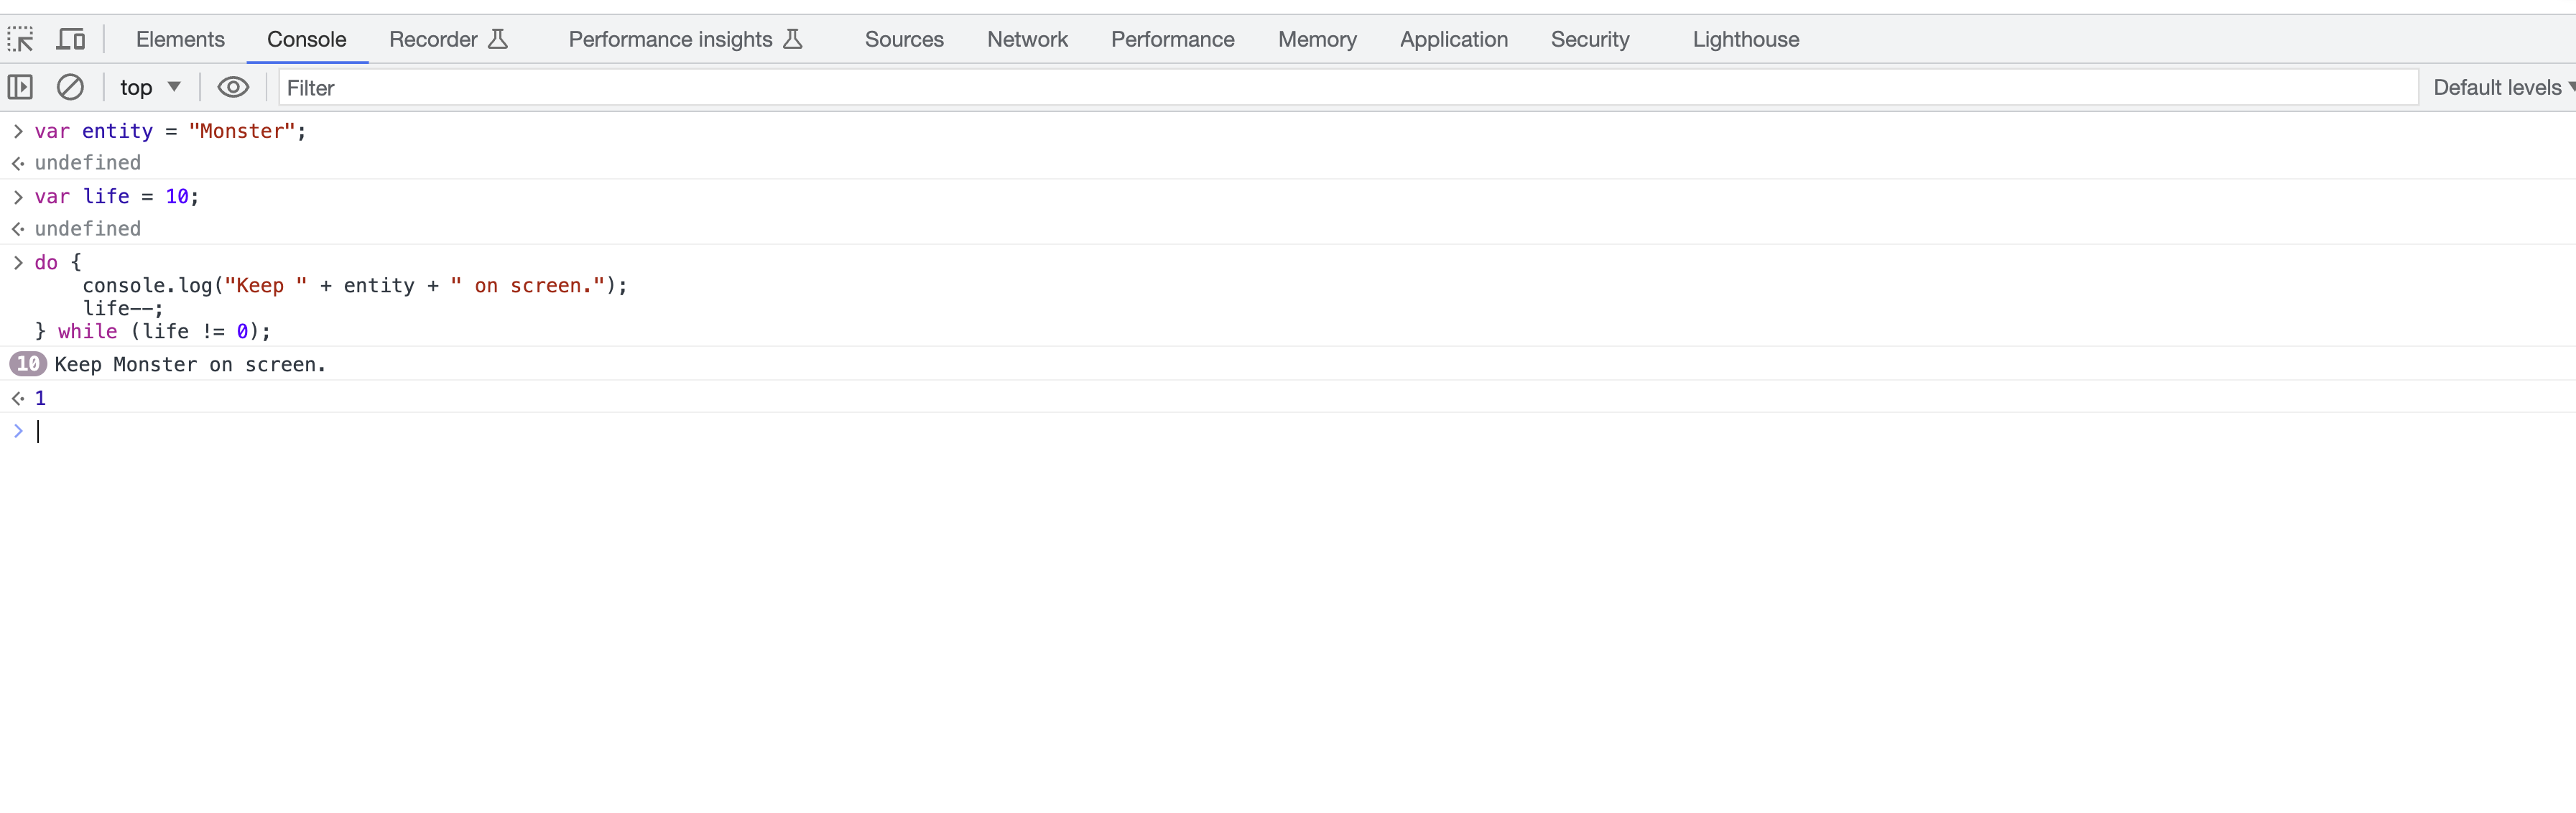 Elements Console Recorder Performance insights Sources Network Performance Memory Application Security Lighthouse
top Filter Default levels
> var entity = "Monster";
undefined
> var life = 10;
undefined
> do {
    console.log("Keep " + entity + " on screen.");
    life--;
} while (life != 0);
10 Keep Monster on screen.
1
>